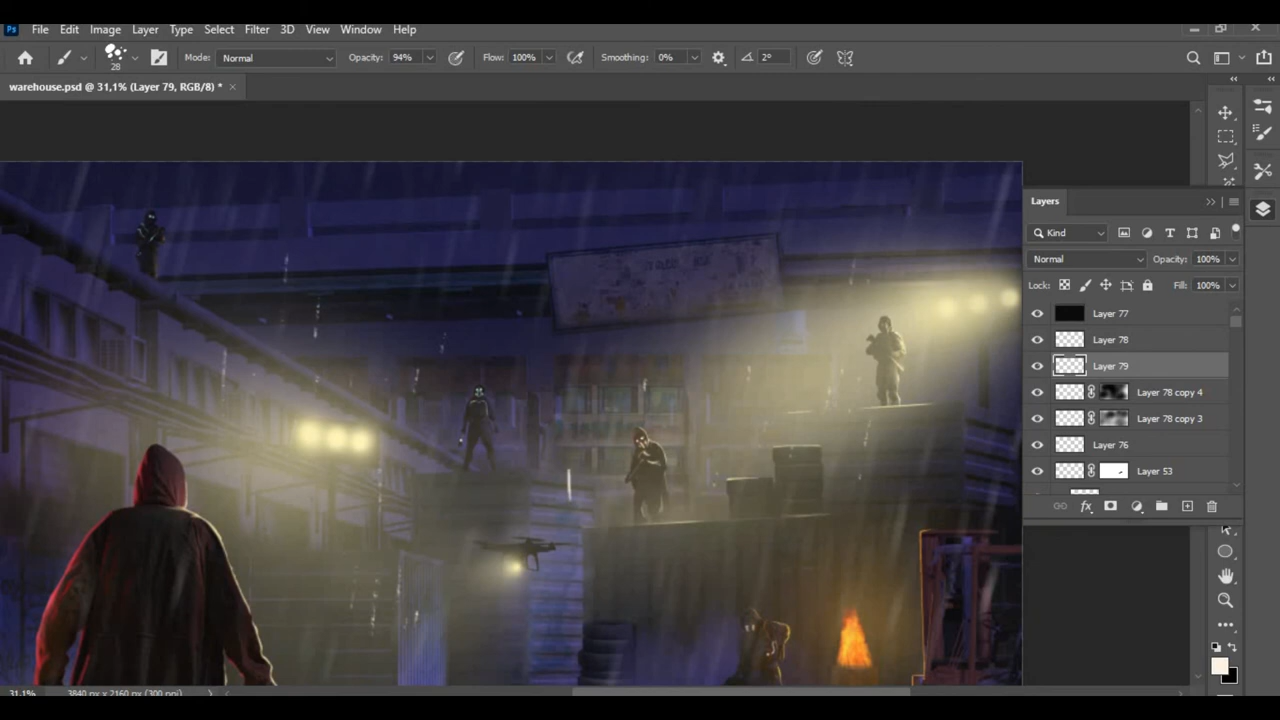 Ps File Edit Image Layer Type Select Filter 3D View Window Help
28 Mode: Normal Opacity: 94% Flow: 100% Smoothing: 0% 2°
warehouse.psd @ 31,1% (Layer 79, RGB/8) *
Layers
Kind
Normal Opacity: 100%
Lock: Fill: 100%
Layer 77
Layer 78
Layer 79
Layer 78 copy 4
Layer 78 copy 3
Layer 76
Layer 53
fx
31,1% 3840 px x 2160 px (300 ppi)